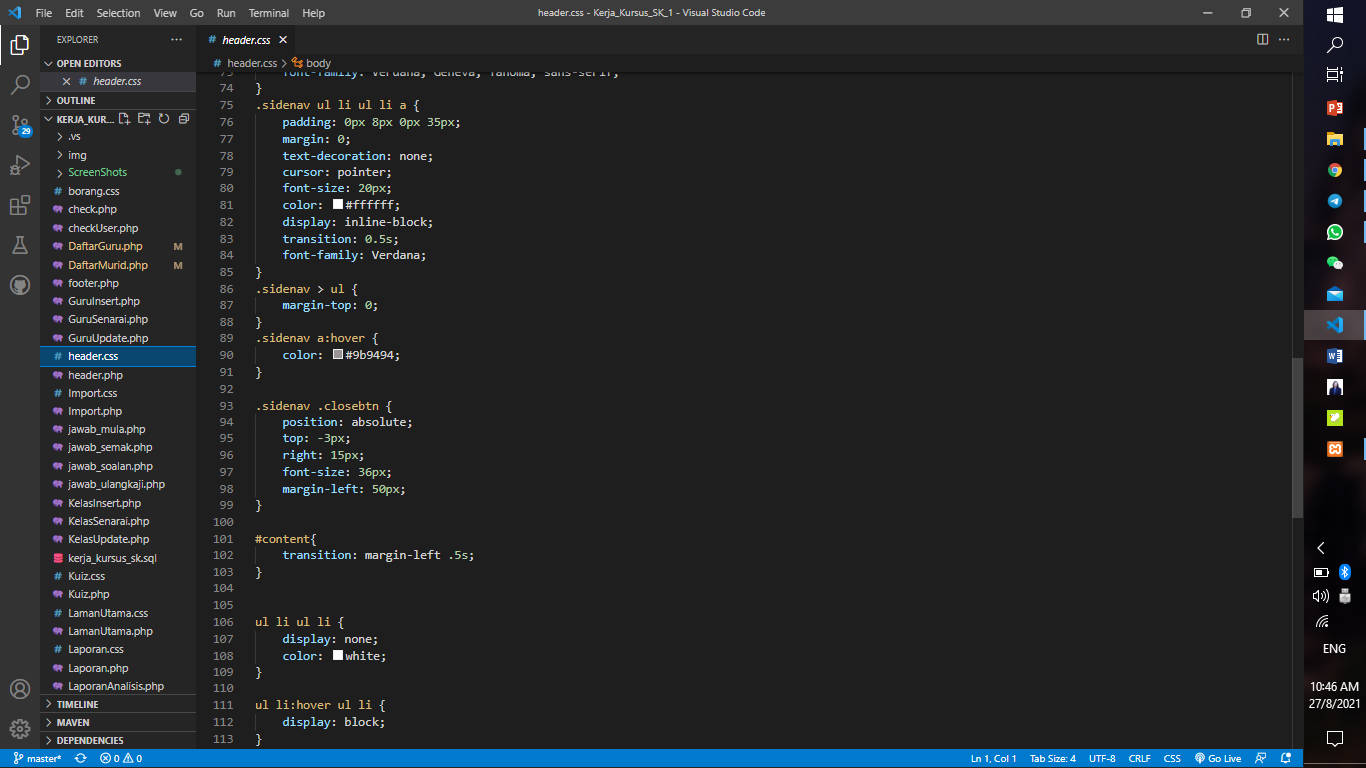 File Edit Selection View Go Run Terminal Help
header.css - Kerja_Kursus_SK_1 - Visual Studio Code
EXPLORER
OPEN EDITORS
# header.css
OUTLINE
KERJA_KUR...
.vs
img
ScreenShots
# borang.css
check.php
checkUser.php
DaftarGuru.php M
DaftarMurid.php M
footer.php
GuruInsert.php
GuruSenarai.php
GuruUpdate.php
# header.css
header.php
# Import.css
Import.php
jawab_mula.php
jawab_semak.php
jawab_soalan.php
jawab_ulangkaji.php
KelasInsert.php
KelasSenarai.php
KelasUpdate.php
kerja_kursus_sk.sql
# Kuiz.css
Kuiz.php
# LamanUtama.css
LamanUtama.php
# Laporan.css
Laporan.php
LaporanAnalisis.php
TIMELINE
MAVEN
DEPENDENCIES
29
# header.css
# header.css > body
73 font-family: Verdana, Geneva, Tahoma, sans-serif;
74 }
75 .sidenav ul li ul li a {
76 padding: 0px 8px 0px 35px;
77 margin: 0;
78 text-decoration: none;
79 cursor: pointer;
80 font-size: 20px;
81 color: #ffffff;
82 display: inline-block;
83 transition: 0.5s;
84 font-family: Verdana;
85 }
86 .sidenav > ul {
87 margin-top: 0;
88 }
89 .sidenav a:hover {
90 color: #9b9494;
91 }
92
93 .sidenav .closebtn {
94 position: absolute;
95 top: -3px;
96 right: 15px;
97 font-size: 36px;
98 margin-left: 50px;
99 }
100
101 #content{
102 transition: margin-left .5s;
103 }
104
105
106 ul li ul li {
107 display: none;
108 color: white;
109 }
110
111 ul li:hover ul li {
112 display: block;
113 }
master* 0 0
Ln 1, Col 1 Tab Size: 4 UTF-8 CRLF CSS Go Live
ENG
10:46 AM
27/8/2021